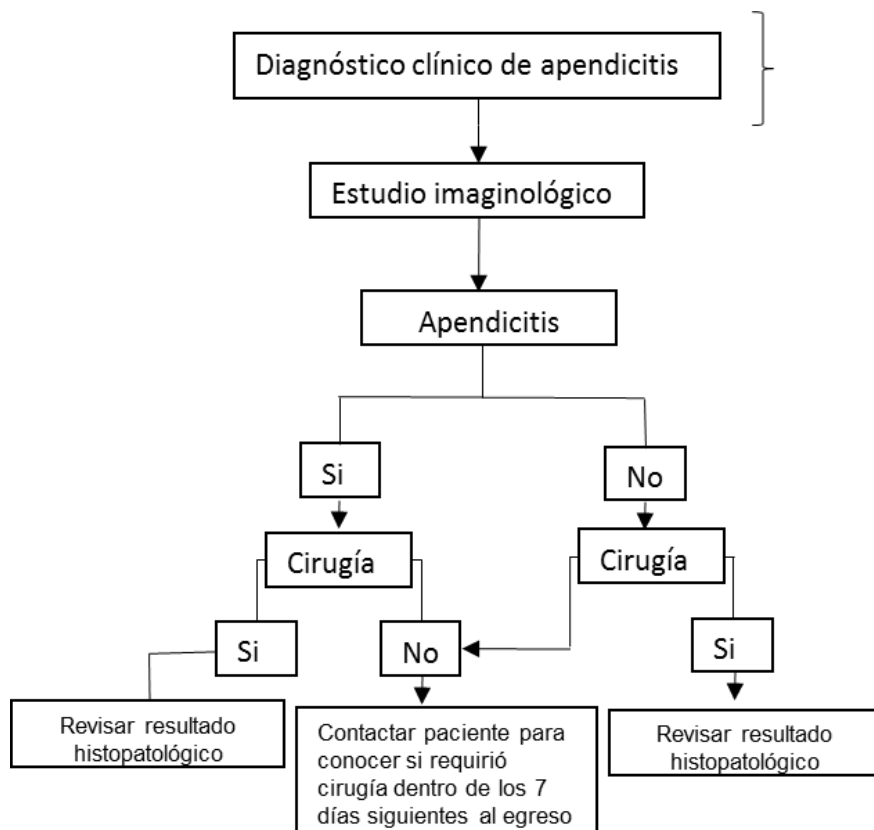 Diagnóstico clínico de apendicitis
Estudio imaginológico
Apendicitis
Si
No
Cirugía
Cirugía
Si
No
Si
Revisar resultado
histopatológico
Contactar paciente para
conocer si requirió
cirugía dentro de los 7
días siguientes al egreso
Revisar resultado
histopatológico